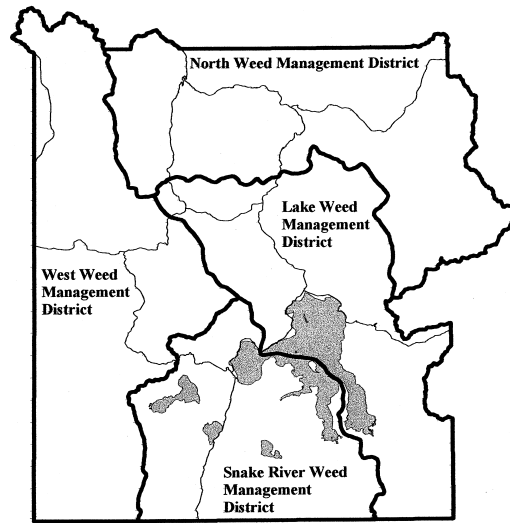 North Weed Management District
Lake Weed
Management
District
West Weed
Management
District
Snake River Weed
Management
District